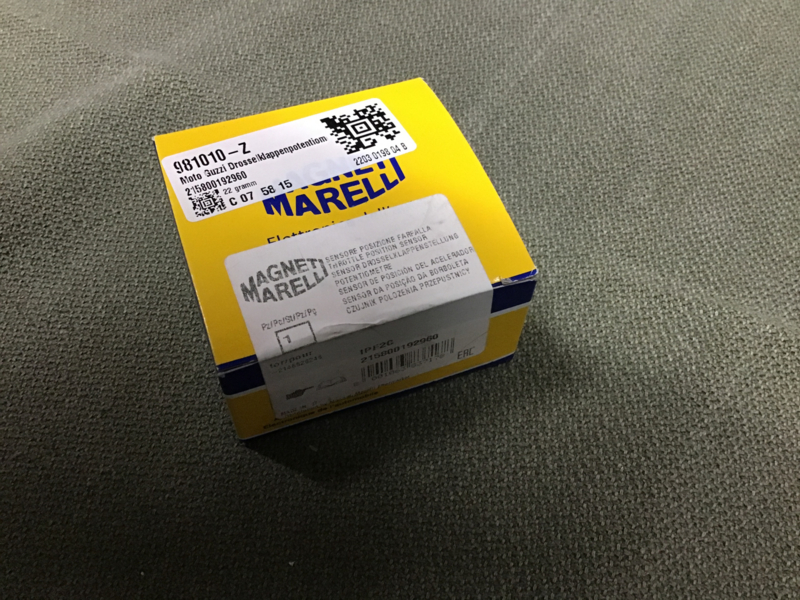 981010-Z
Moto Guzzi Drosselklappenpotentiom
215800192960
22 gramm
C 07 58 15
2203 0198 04 8
MAGNETI
MARELLI
MAGNETI
MARELLI
SENSORE POSIZIONE FARFALLA
THROTTLE POSITION SENSOR
SENSOR DROSSELKLAPPENSTELLUNG
POTENTIOMETRE
SENSOR DE POSICIÓN DEL ACELERADOR
SENSOR DA POSIÇÃO DA BORBOLETA
CZUJNIK POŁOŻENIA PRZEPUSTNICY
1
IPF2C
215800192960
EAC